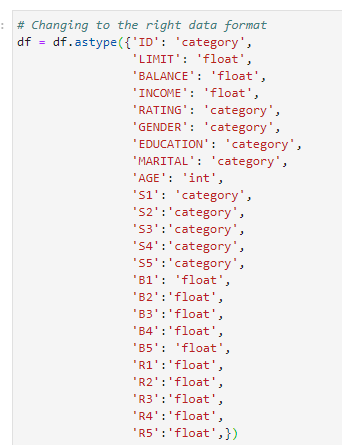 : # Changing to the right data format
df = df.astype({'ID': 'category',
'LIMIT': 'float',
'BALANCE': 'float',
'INCOME': 'float',
'RATING': 'category',
'GENDER': 'category',
'EDUCATION': 'category',
'MARITAL': 'category',
'AGE': 'int',
'S1': 'category',
'S2':'category',
'S3':'category',
'S4':'category',
'S5':'category',
'B1': 'float',
'B2':'float',
'B3':'float',
'B4':'float',
'B5': 'float',
'R1':'float',
'R2':'float',
'R3':'float',
'R4':'float',
'R5':'float',})